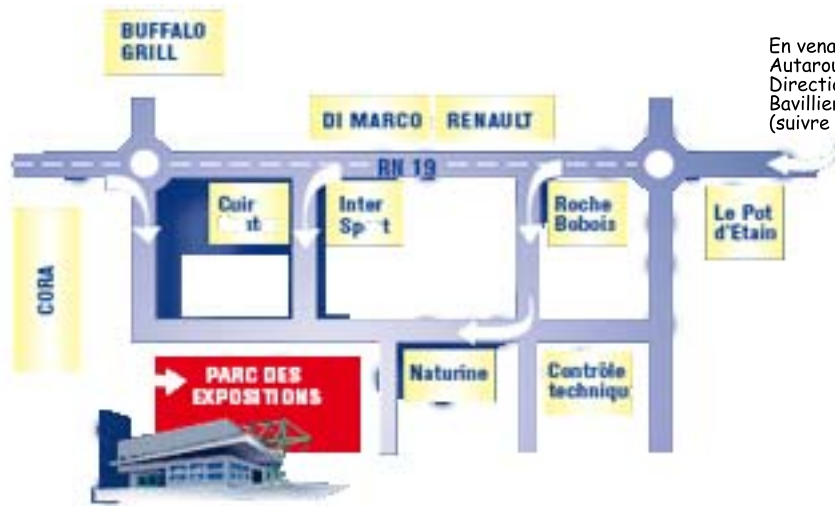 BUFFALO
GRILL
En vena
Autarou
Directi
Bavillier
(suivre
DI MARCO RENAULT
RN 19
Cuir
Inter
Roche
Bobois
Le Pot
d'Etain
CORA
PARC DES
EXPOSITIONS
Naturine
Contrôle
techniqu